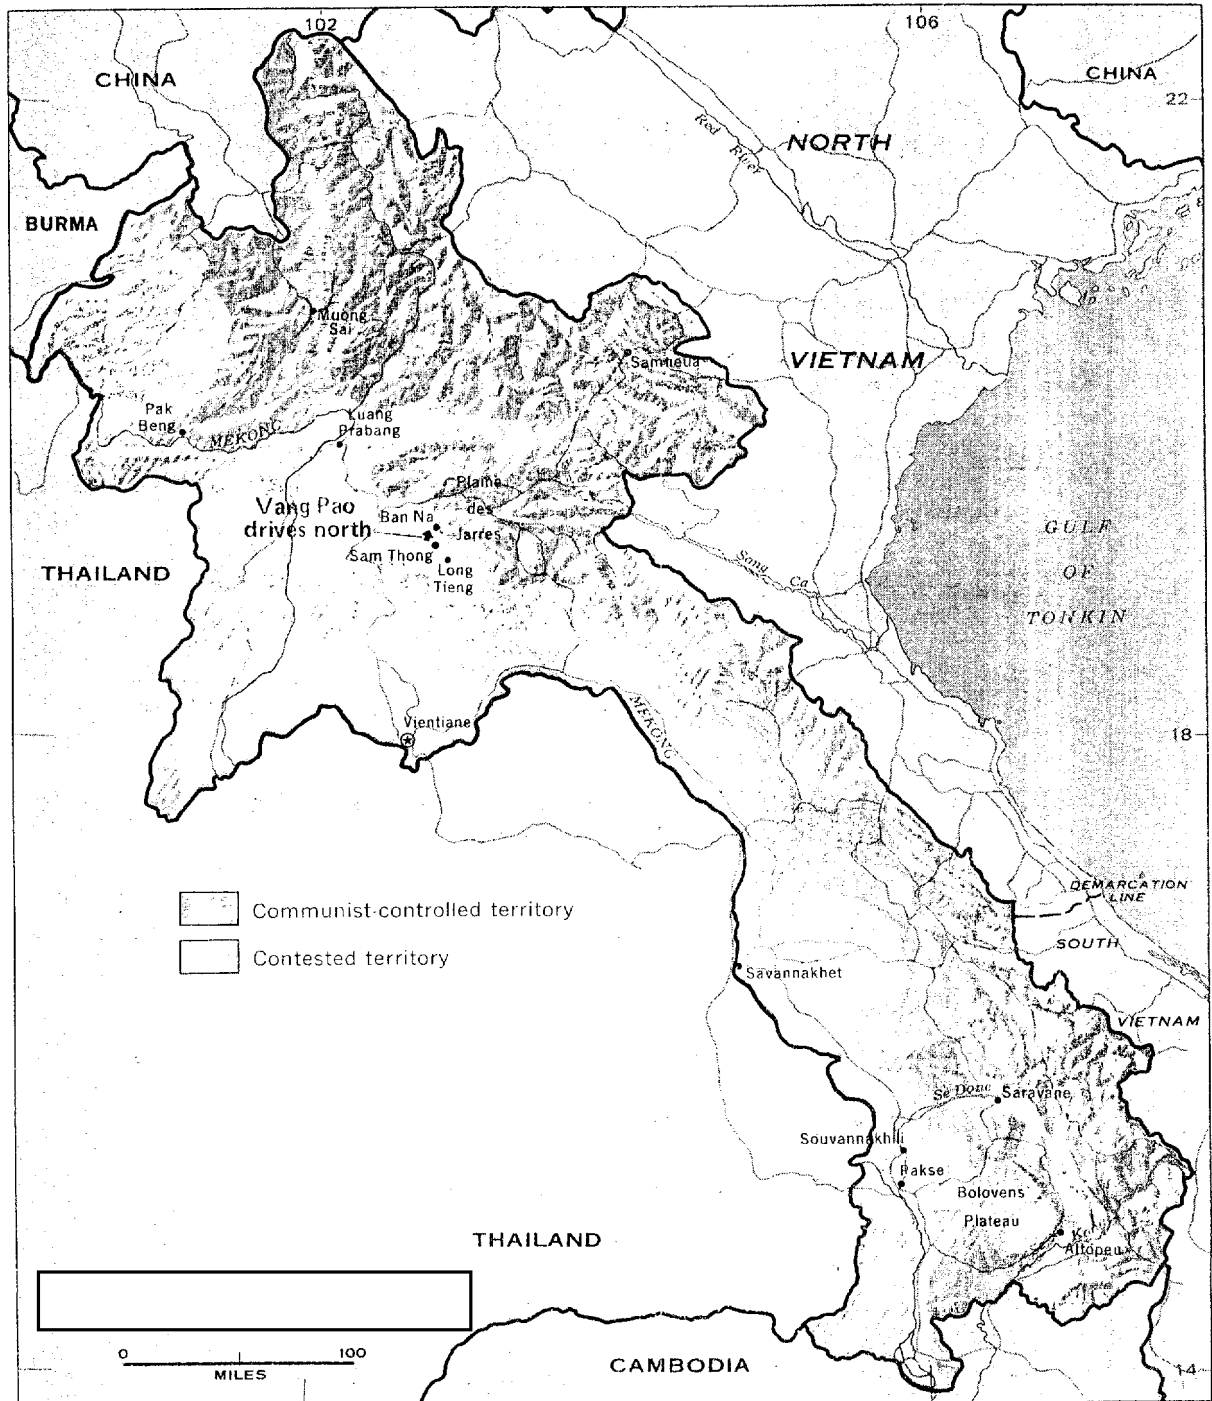 102
106
CHINA
CHINA
22
Red River
NORTH
BURMA
Muong
Sai
VIETNAM
Samneua
Pak
Beng
MEKONG
Luang
Prabang
Plaine
des
Jarres
Vang Pao
drives north
Ban Na
Sam Thong
Long
Tieng
GULF
OF
TONKIN
THAILAND
Song Ca
MEKONG
Vientiane
18
DEMARCATION
LINE
Communist-controlled territory
Contested territory
SOUTH
Savannakhet
VIETNAM
Se Done
Saravane
Souvannakhili
Pakse
Bolovens
Plateau
Attopeu
THAILAND
0
100
MILES
CAMBODIA
14